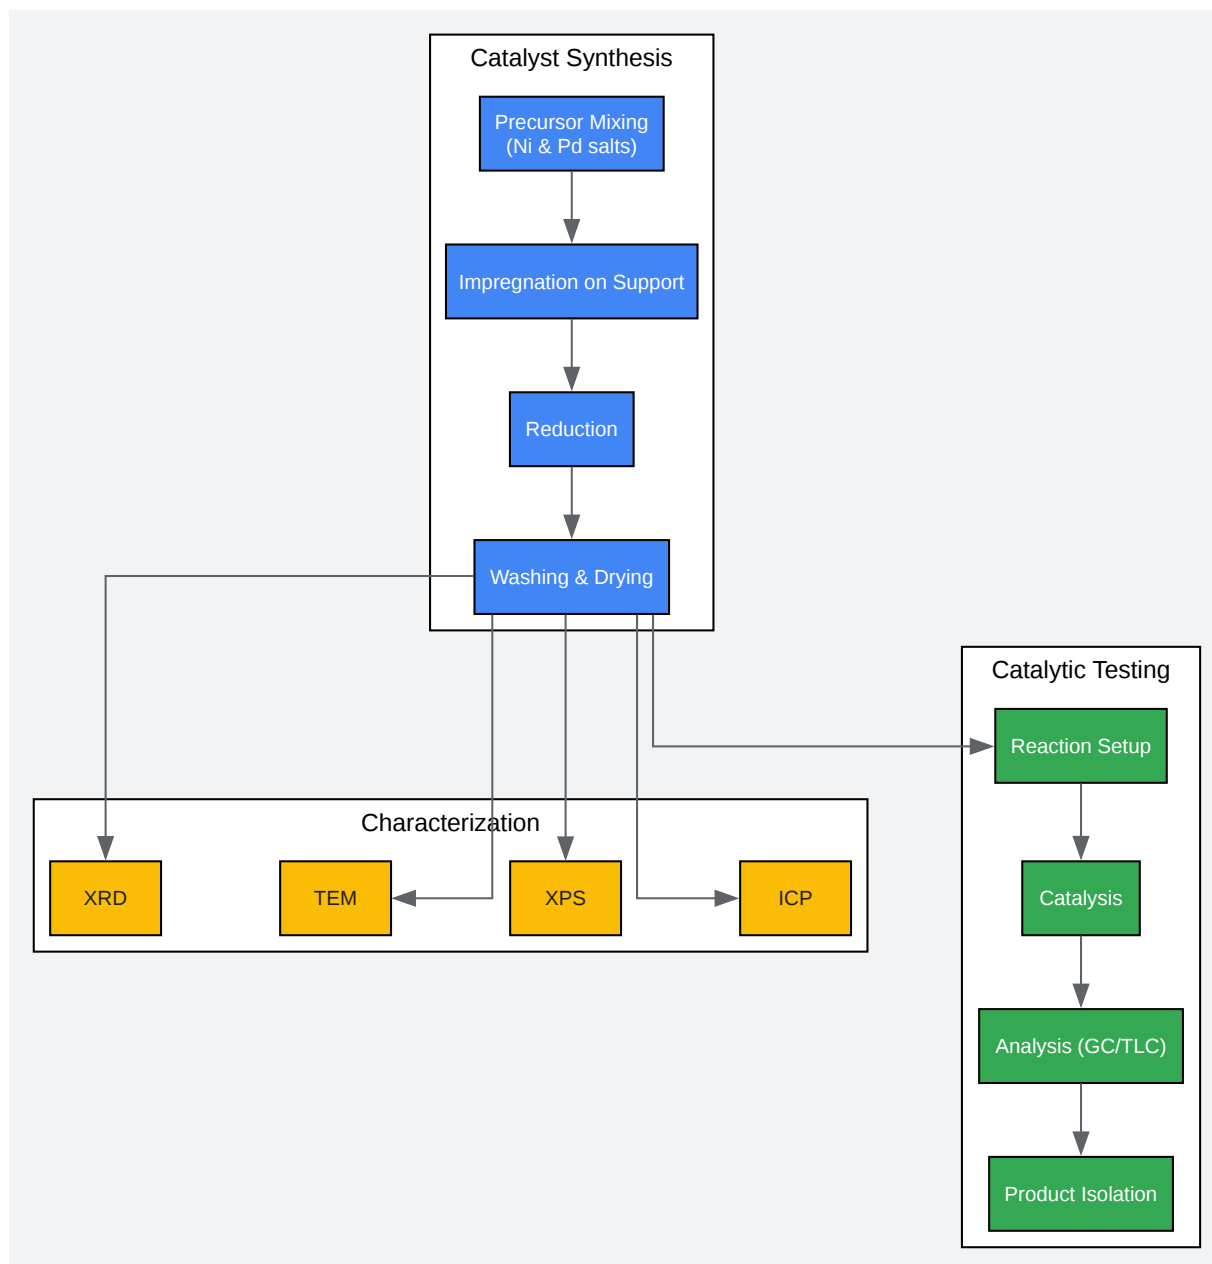 Catalyst Synthesis
Precursor Mixing
(Ni & Pd salts)
Impregnation on Support
Reduction
Washing & Drying
Catalytic Testing
Reaction Setup
Characterization
XRD
TEM
XPS
ICP
Catalysis
Analysis (GC/TLC)
Product Isolation